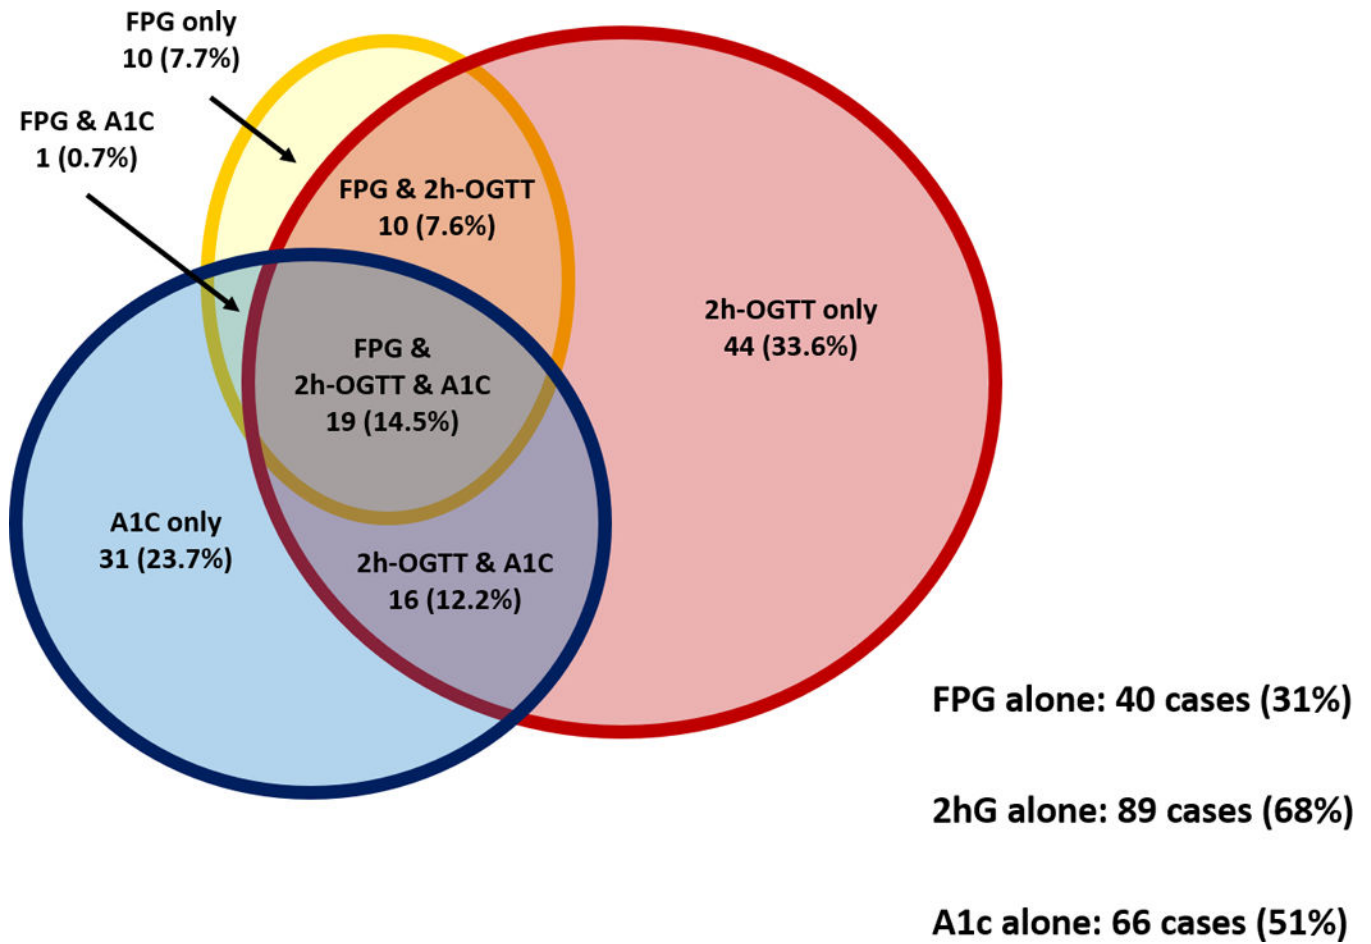 FPG only
10 (7.7%)
FPG & A1C
1 (0.7%)
FPG & 2h-OGTT
10 (7.6%)
2h-OGTT only
44 (33.6%)
FPG &
2h-OGTT & A1C
19 (14.5%)
A1C only
31 (23.7%)
2h-OGTT & A1C
16 (12.2%)
FPG alone: 40 cases (31%)
2hG alone: 89 cases (68%)
A1c alone: 66 cases (51%)